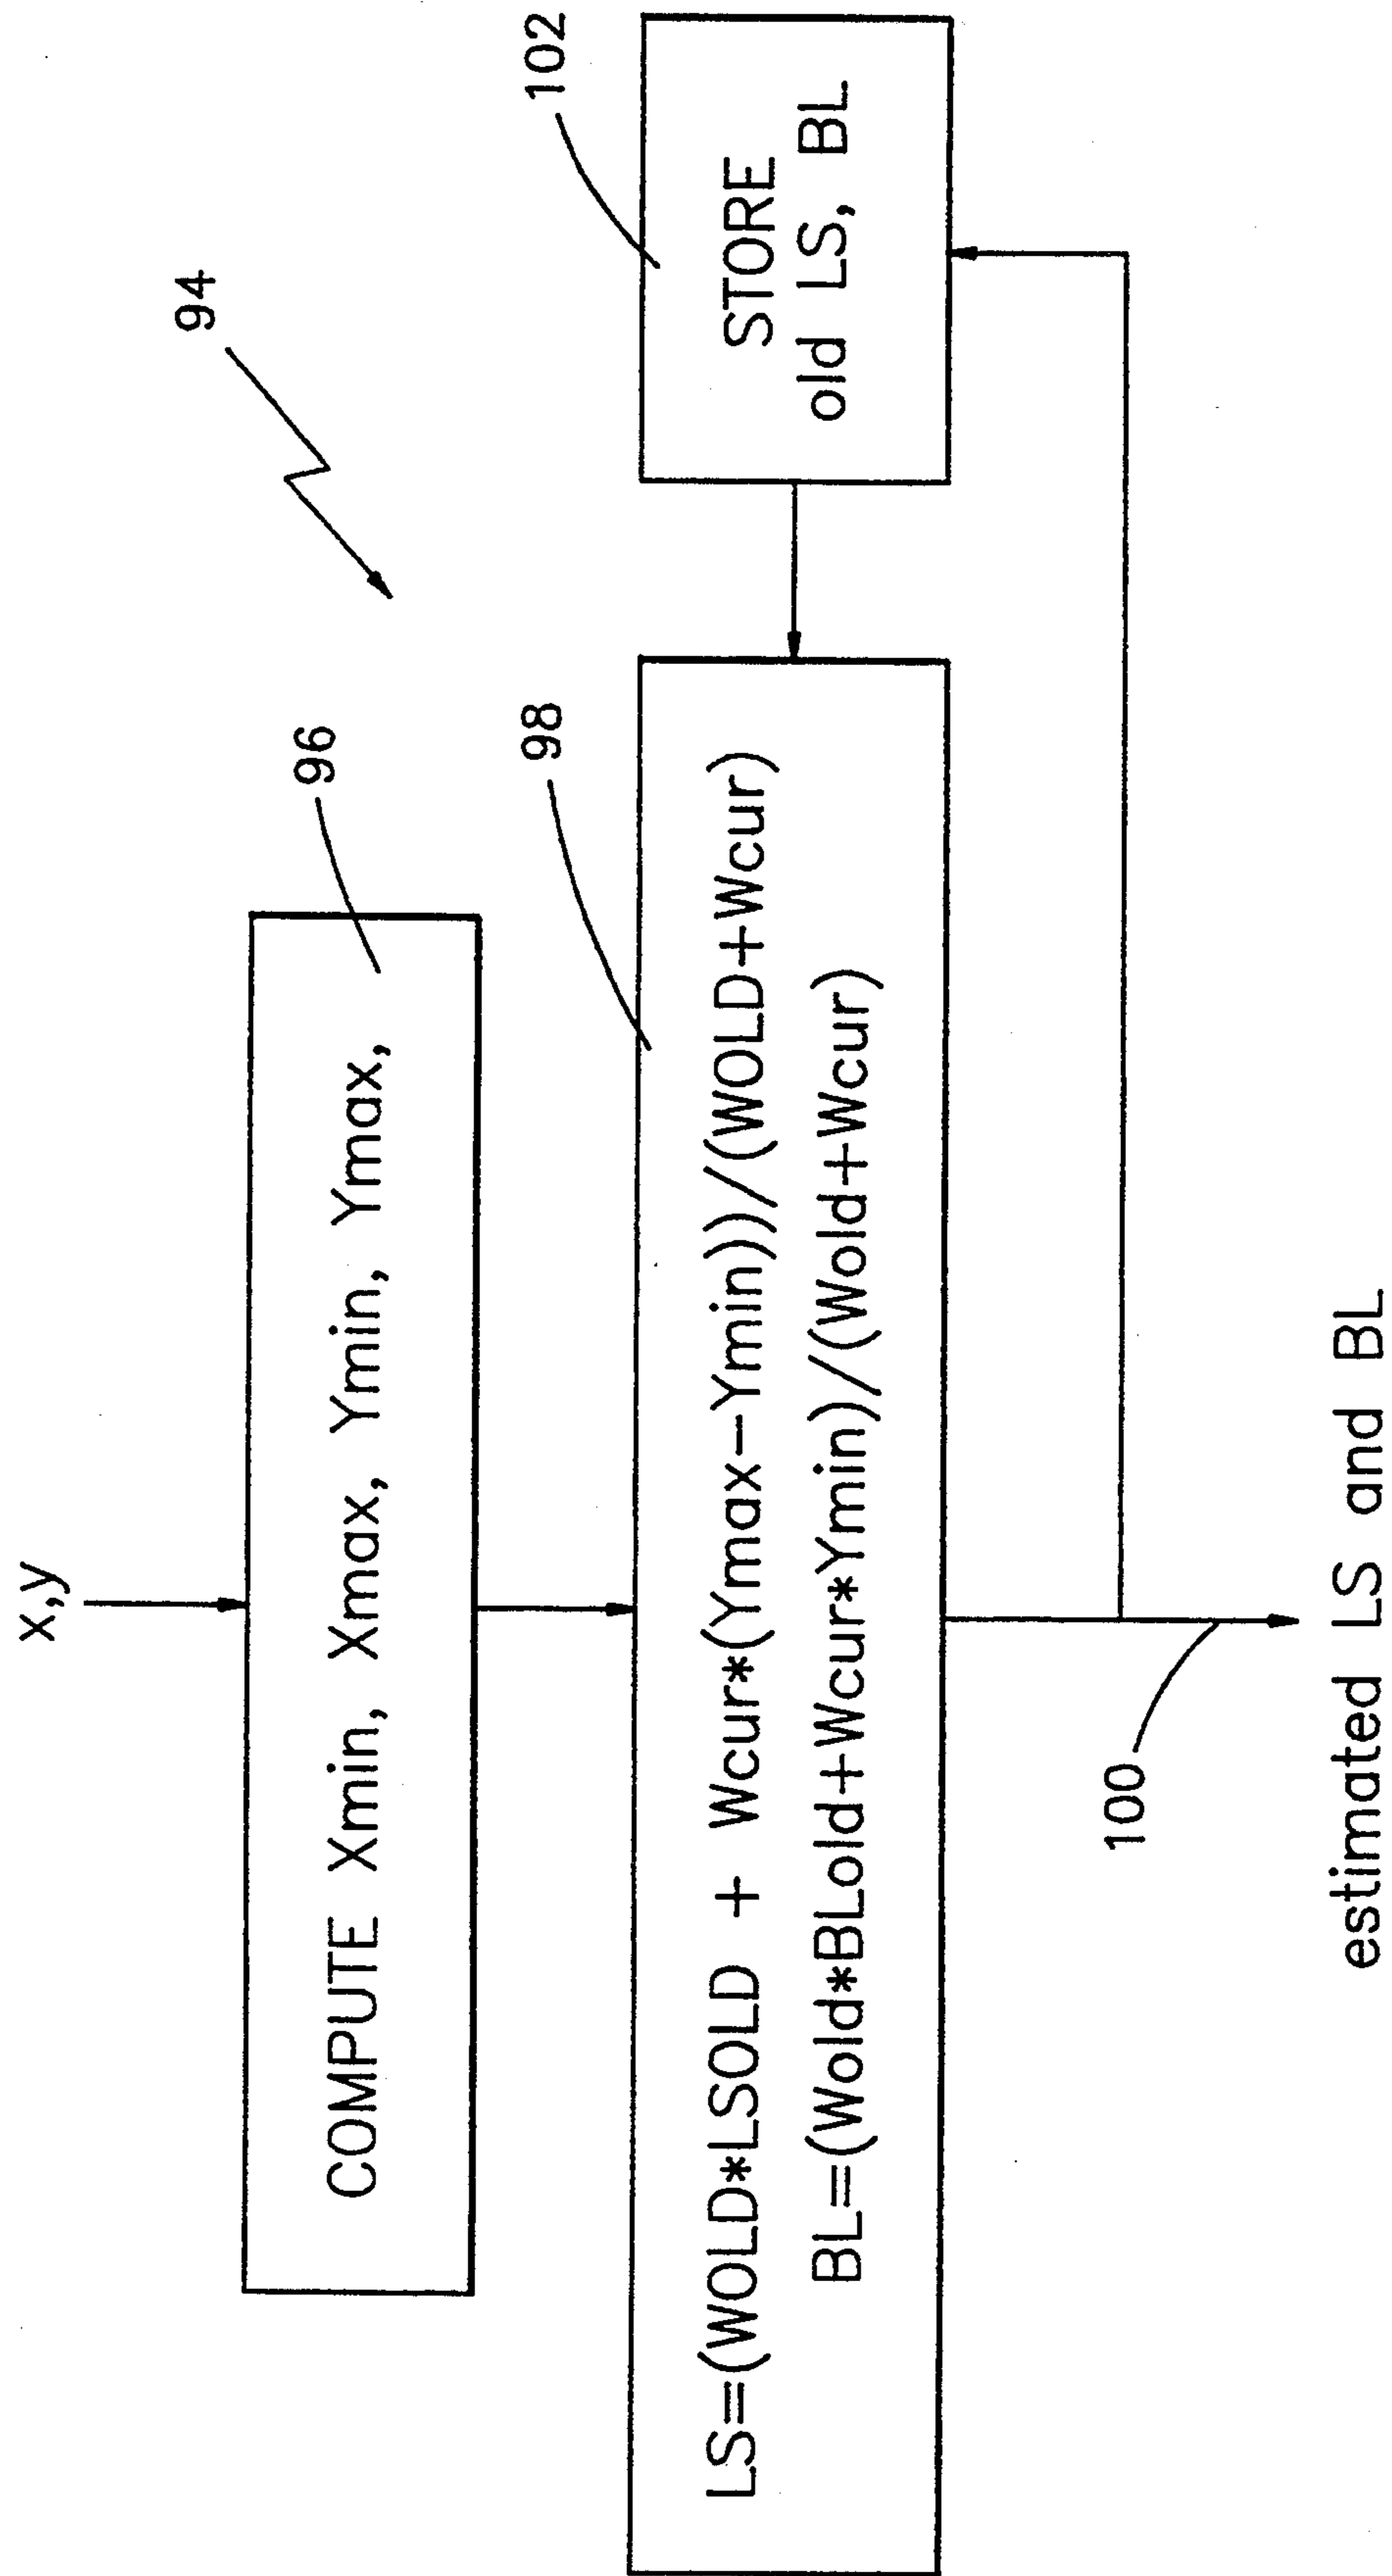 94
x,y
96
COMPUTE Xmin, Xmax, Ymin, Ymax,
98
LS=(WOLD*LSOLD + Wcur*(Ymax-Ymin))/(WOLD+Wcur)
BL=(Wold*BLold+Wcur*Ymin)/(Wold+Wcur)
102
STORE
old LS, BL
100
estimated LS and BL